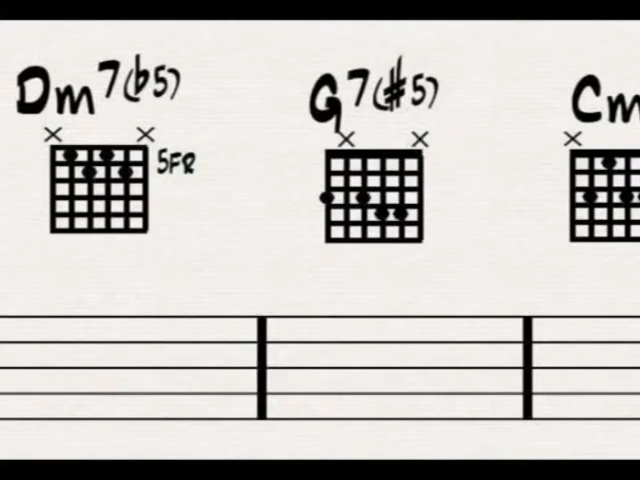 Dm7(b5) G7(#5) Cm
× × × × ×
5FR